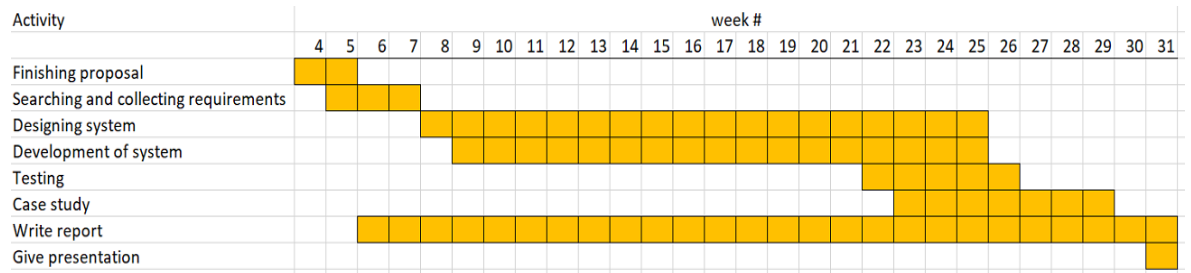 Activity week #
4 5 6 7 8 9 10 11 12 13 14 15 16 17 18 19 20 21 22 23 24 25 26 27 28 29 30 31
Finishing proposal
Searching and collecting requirements
Designing system
Development of system
Testing
Case study
Write report
Give presentation